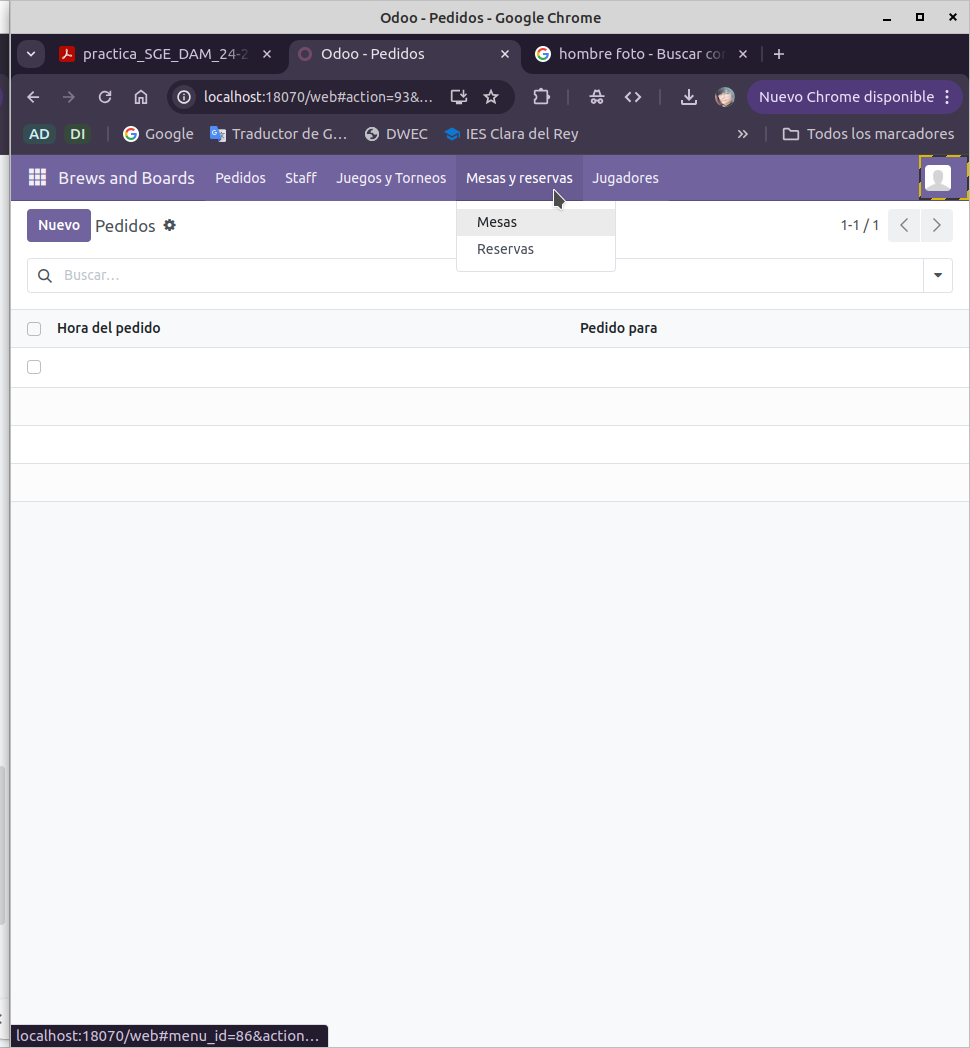 Odoo - Pedidos - Google Chrome
practica_SGE_DAM_24-2
Odoo - Pedidos
hombre foto - Buscar co
localhost:18070/web#action=93&...
Nuevo Chrome disponible
AD
DI
Google
Traductor de G...
DWEC
IES Clara del Rey
Todos los marcadores
Brews and Boards
Pedidos
Staff
Juegos y Torneos
Mesas y reservas
Jugadores
Nuevo
Pedidos
1-1 / 1
Mesas
Reservas
Buscar...
Hora del pedido
Pedido para
localhost:18070/web#menu_id=86&action...